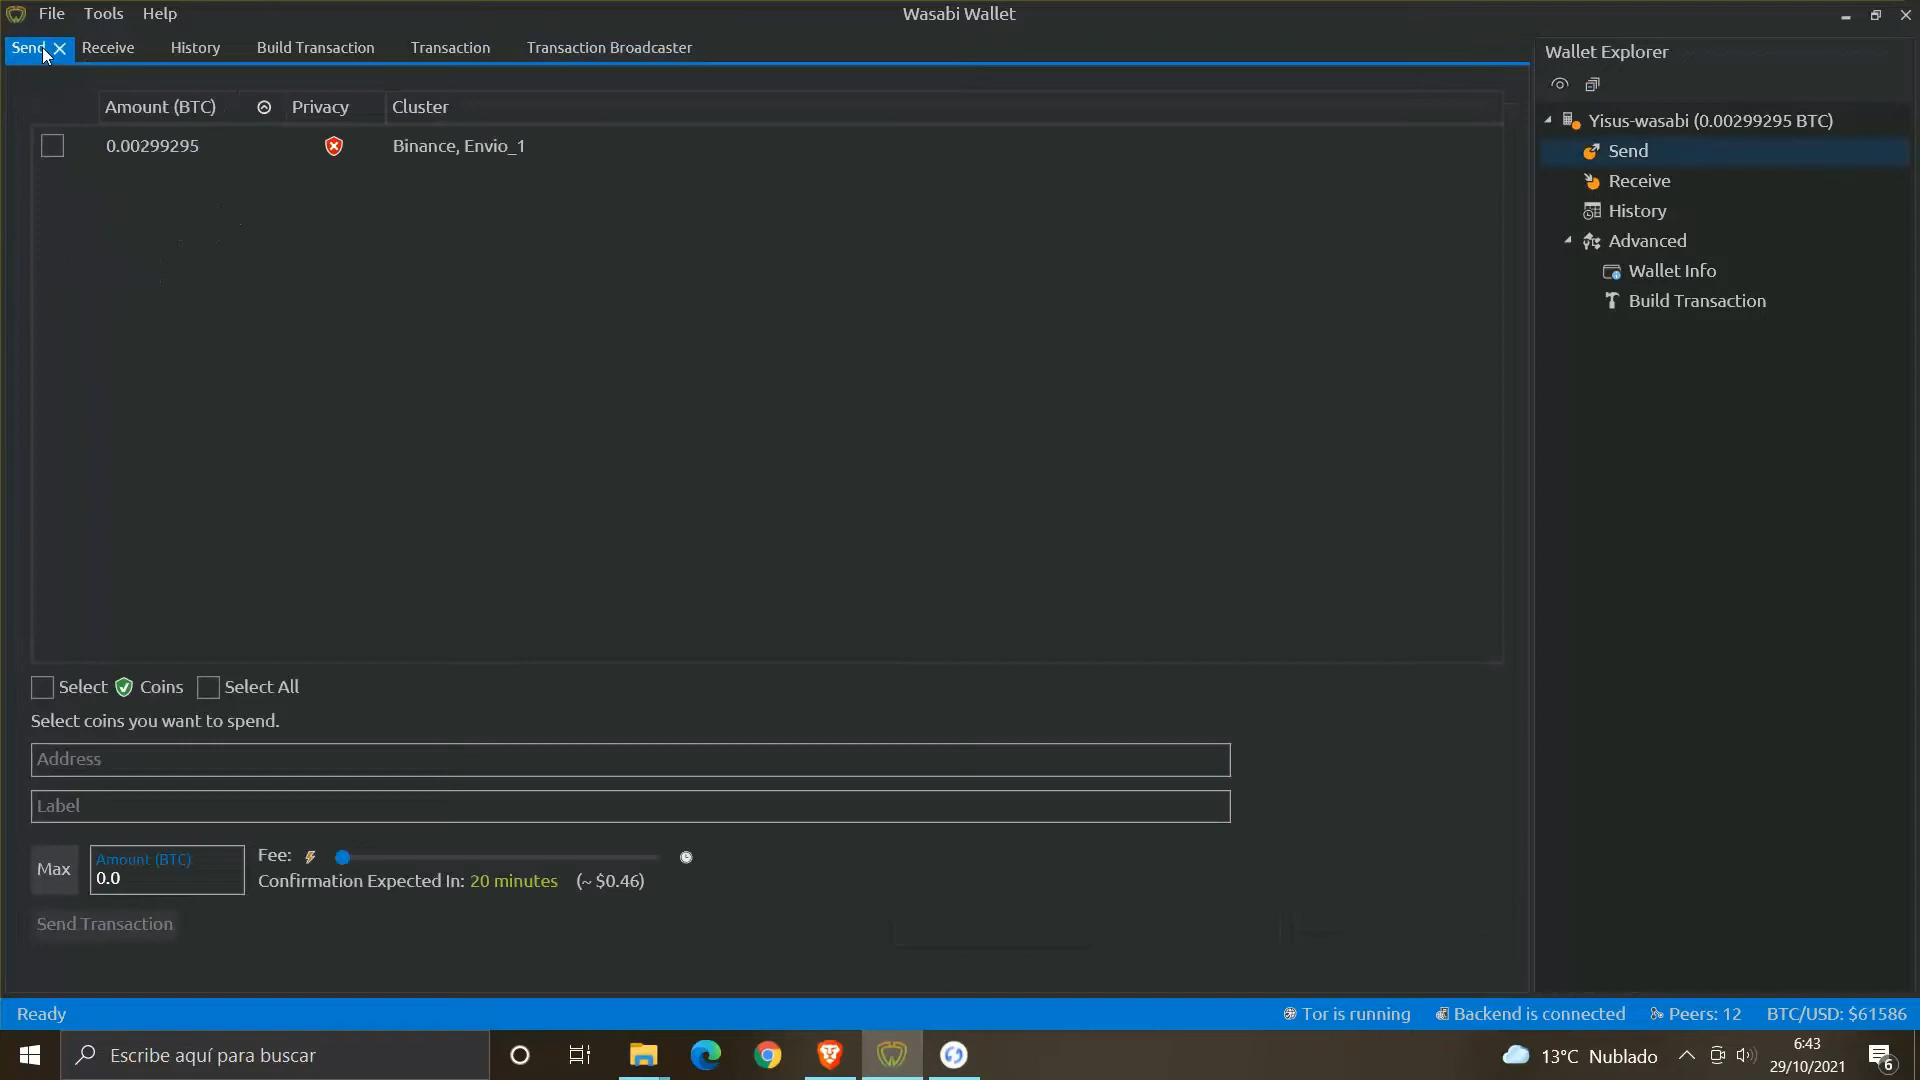 File Tools Help
Wasabi Wallet
Send Receive History Build Transaction Transaction Transaction Broadcaster
Amount (BTC) Privacy Cluster
0.00299295 Binance, Envio_1
Select Coins Select All
Select coins you want to spend.
Address
Label
Max
Amount (BTC)
0.0
Fee:
Confirmation Expected In: 20 minutes (~ $0.46)
Send Transaction
Wallet Explorer
Yisus-wasabi (0.00299295 BTC)
Send
Receive
History
Advanced
Wallet Info
Build Transaction
Ready
Tor is running Backend is connected Peers: 12 BTC/USD: $61586
Escribe aquí para buscar
13°C Nublado
6:43
29/10/2021
6